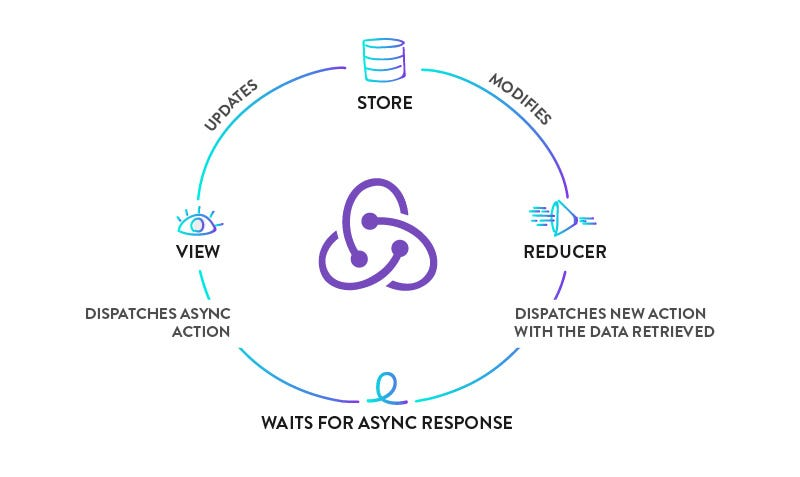 STORE
UPDATES
MODIFIES
VIEW
REDUCER
DISPATCHES ASYNC
ACTION
DISPATCHES NEW ACTION
WITH THE DATA RETRIEVED
WAITS FOR ASYNC RESPONSE